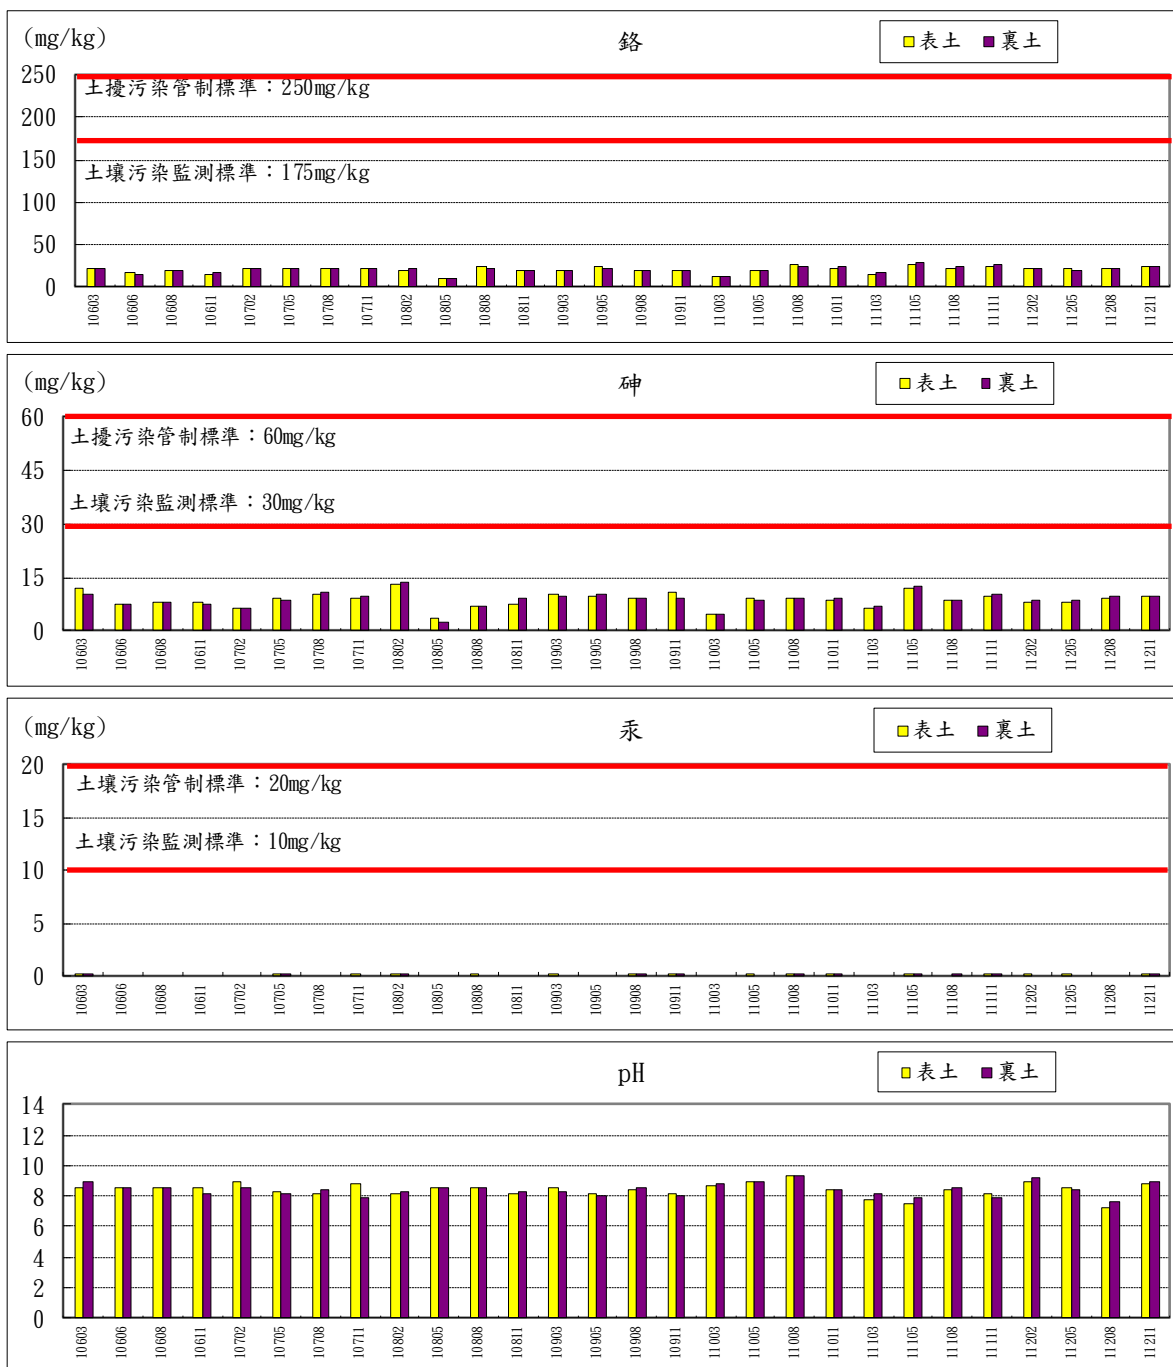 (mg/kg)
鉻
表土 裏土
250
200
150
100
50
0
土擾污染管制標準：250mg/kg
土壤污染監測標準：175mg/kg
10603 10606 10608 10611 10702 10705 10708 10711 10802 10805 10808 10811 10903 10905 10908 10911 11003 11005 11008 11011 11103 11105 11108 11111 11202 11205 11208 11211
(mg/kg)
砷
表土 裏土
60
45
30
15
0
土擾污染管制標準：60mg/kg
土壤污染監測標準：30mg/kg
10603 10606 10608 10611 10702 10705 10708 10711 10802 10805 10808 10811 10903 10905 10908 10911 11003 11005 11008 11011 11103 11105 11108 11111 11202 11205 11208 11211
(mg/kg)
汞
表土 裏土
20
15
10
5
0
土壤污染管制標準：20mg/kg
土壤污染監測標準：10mg/kg
10603 10606 10608 10611 10702 10705 10708 10711 10802 10805 10808 10811 10903 10905 10908 10911 11003 11005 11008 11011 11103 11105 11108 11111 11202 11205 11208 11211
pH
表土 裏土
14
12
10
8
6
4
2
0
10603 10606 10608 10611 10702 10705 10708 10711 10802 10805 10808 10811 10903 10905 10908 10911 11003 11005 11008 11011 11103 11105 11108 11111 11202 11205 11208 11211